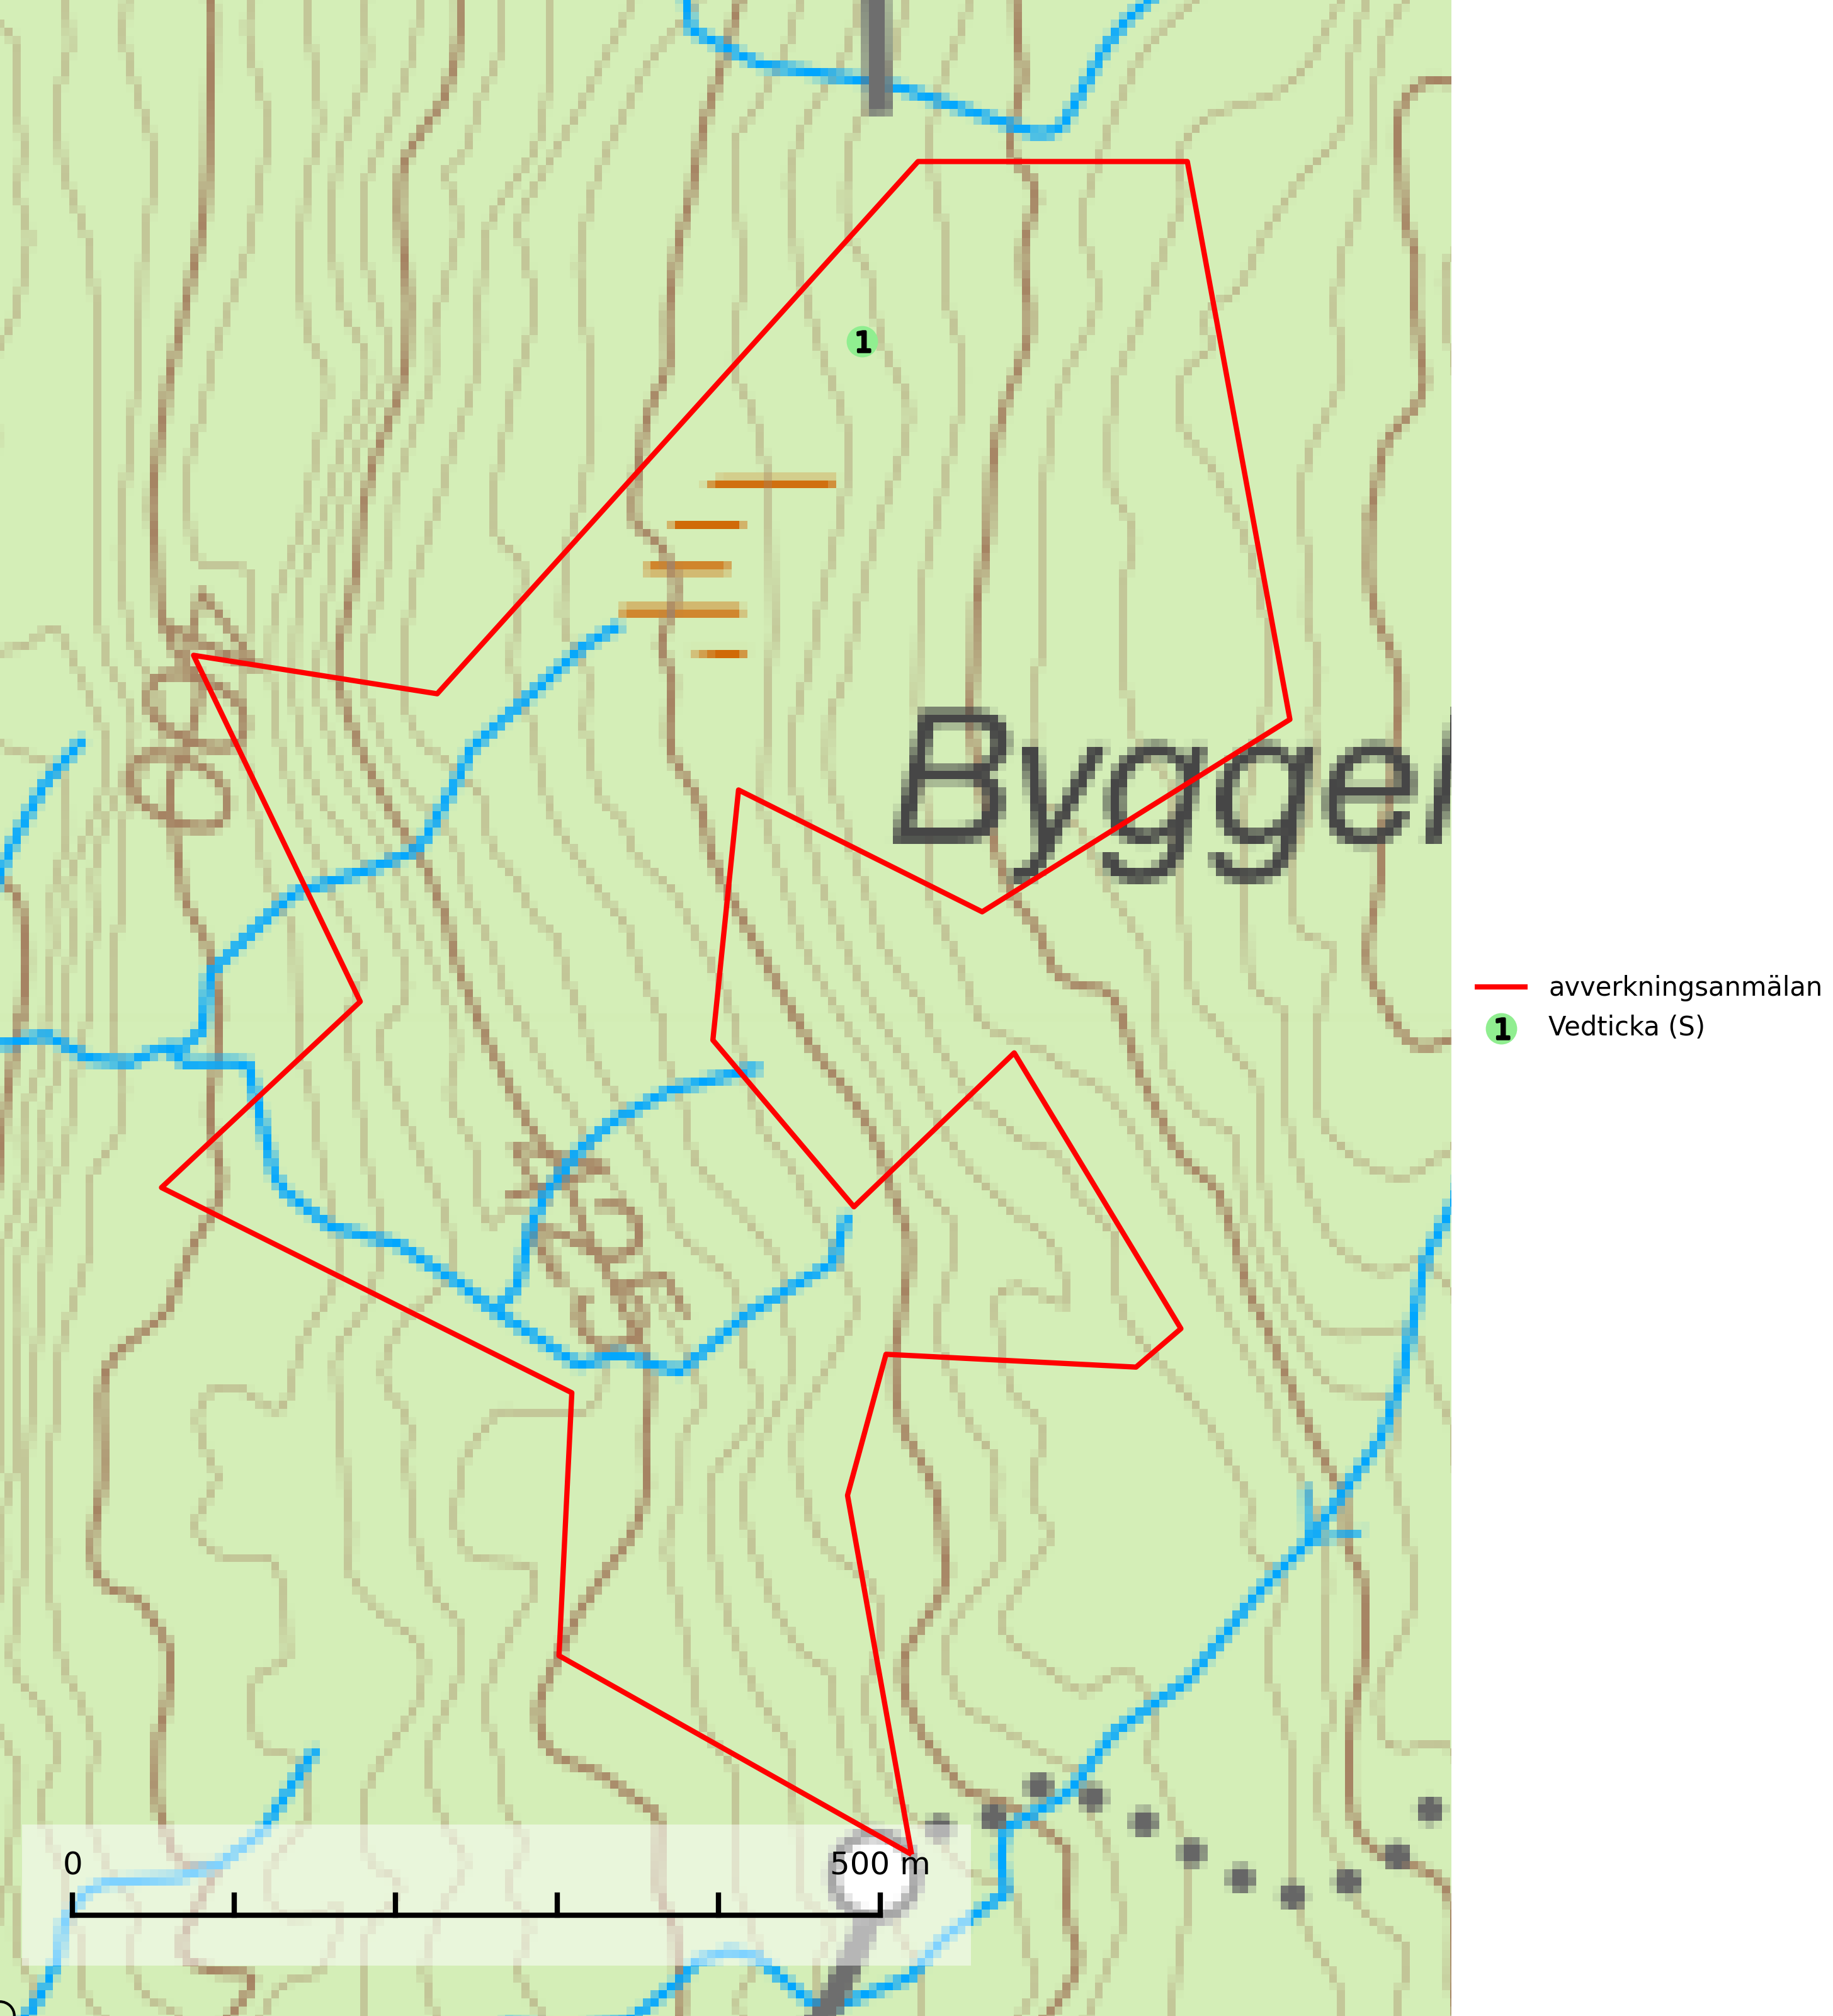 1
Byggel
0
500 m
avverkningsanmälan
1 Vedticka (S)